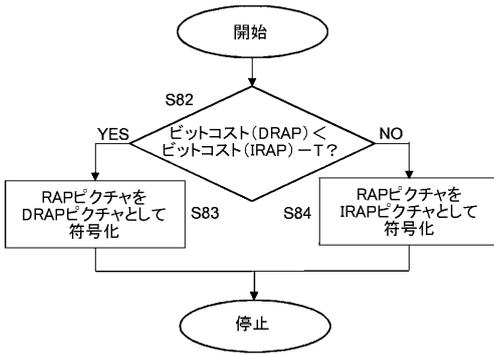 開始
S82
YES
ビットコスト(DRAP)<
ビットコスト(IRAP)-T?
NO
RAPピクチャを
DRAPピクチャとして
符号化
S83
S84
RAPピクチャを
IRAPピクチャとして
符号化
停止